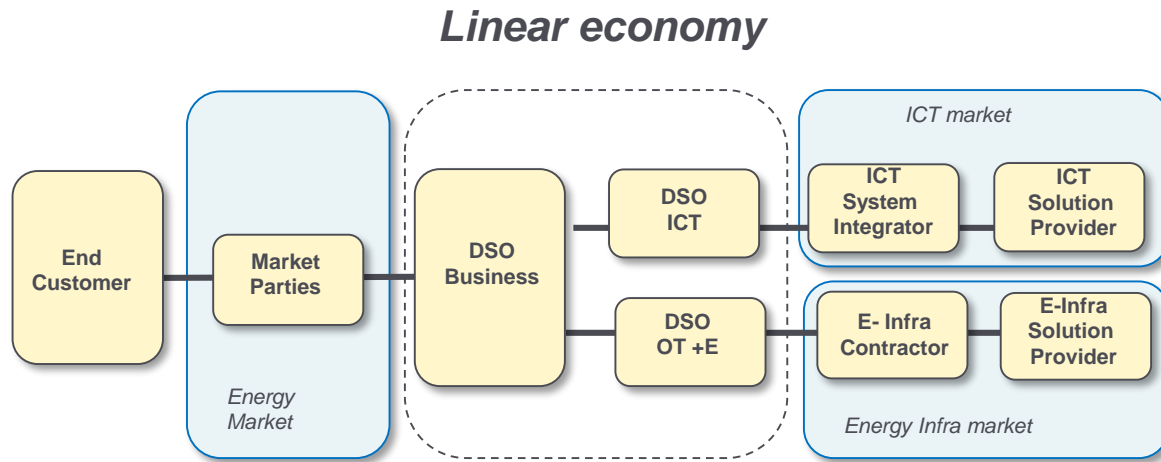 Linear economy
End
Customer
Market
Parties
Energy
Market
DSO
Business
DSO
ICT
DSO
OT +E
ICT market
ICT
System
Integrator
ICT
Solution
Provider
E- Infra
Contractor
E-Infra
Solution
Provider
Energy Infra market